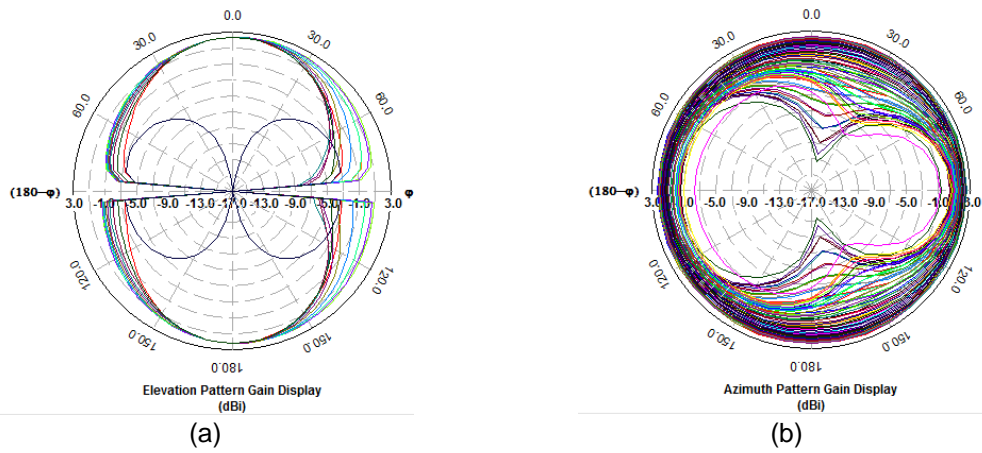 0.0
30.0 30.0
60.0 60.0
(180-φ) φ
3.0 -1.0 -5.0 -9.0 -13.0 -17.0 -13.0 -9.0 -5.0 -1.0 3.0
120.0 120.0
150.0 150.0
180.0
Elevation Pattern Gain Display
(dBi)
(a)
0.0
30.0 30.0
60.0 60.0
(180-φ) φ
3.0 0 -5.0 -9.0 -13.0 -17.0 -13.0 -9.0 -5.0 -1.0 3.0
120.0 120.0
150.0 150.0
180.0
Azimuth Pattern Gain Display
(dBi)
(b)